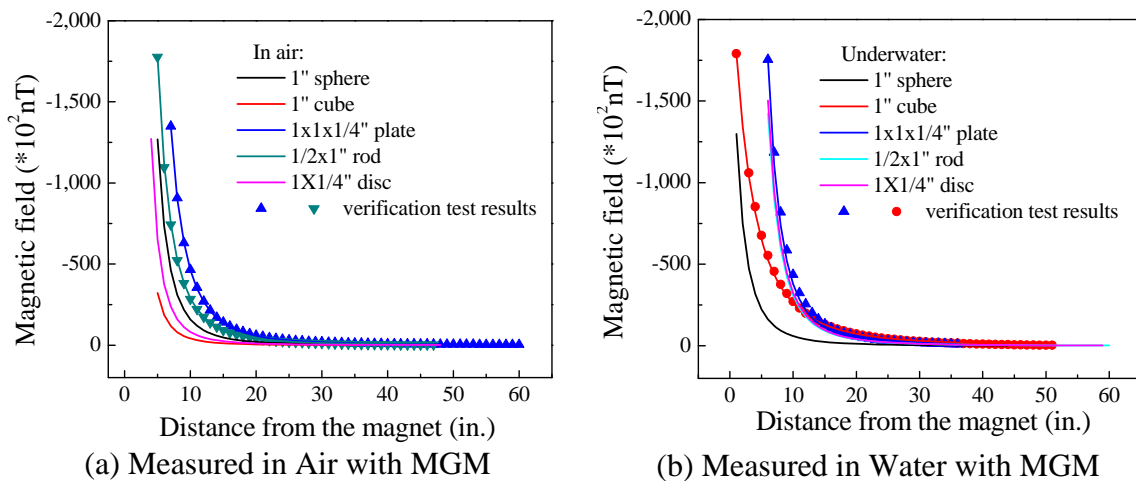 -2,000
-1,500
-1,000
-500
0
Magnetic field (*10²nT)
In air:
1" sphere
1" cube
1x1x1/4" plate
1/2x1" rod
1X1/4" disc
verification test results
0 10 20 30 40 50 60
Distance from the magnet (in.)
(a) Measured in Air with MGM
-2,000
-1,500
-1,000
-500
0
Magnetic field (*10²nT)
Underwater:
1" sphere
1" cube
1x1x1/4" plate
1/2x1" rod
1X1/4" disc
verification test results
0 10 20 30 40 50 60
Distance from the magnet (in.)
(b) Measured in Water with MGM